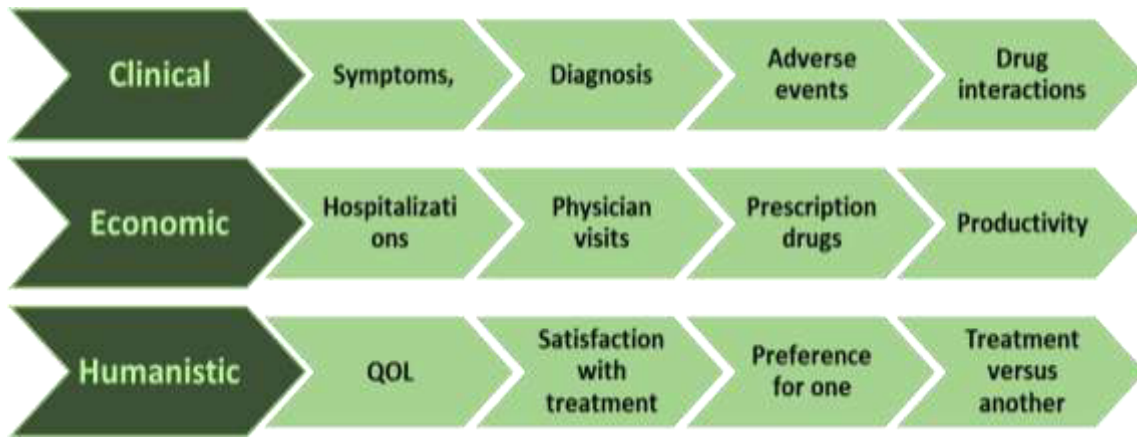 Clinical
Symptoms,
Diagnosis
Adverse
events
Drug
interactions
Economic
Hospitalizati
ons
Physician
visits
Prescription
drugs
Productivity
Humanistic
QOL
Satisfaction
with
treatment
Preference
for one
Treatment
versus
another